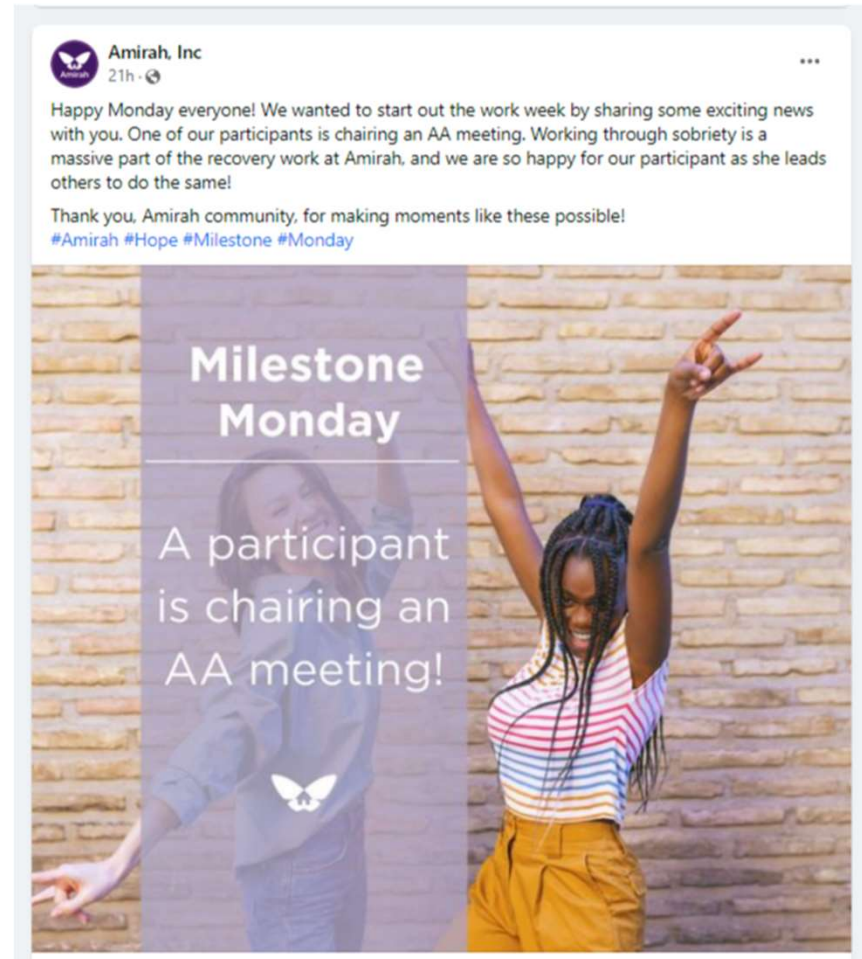 Amirah, Inc
21h ·
Amirah
Happy Monday everyone! We wanted to start out the work week by sharing some exciting news
with you. One of our participants is chairing an AA meeting. Working through sobriety is a
massive part of the recovery work at Amirah, and we are so happy for our participant as she leads
others to do the same!
Thank you, Amirah community, for making moments like these possible!
#Amirah #Hope #Milestone #Monday
Milestone
Monday
A participant
is chairing an
AA meeting!